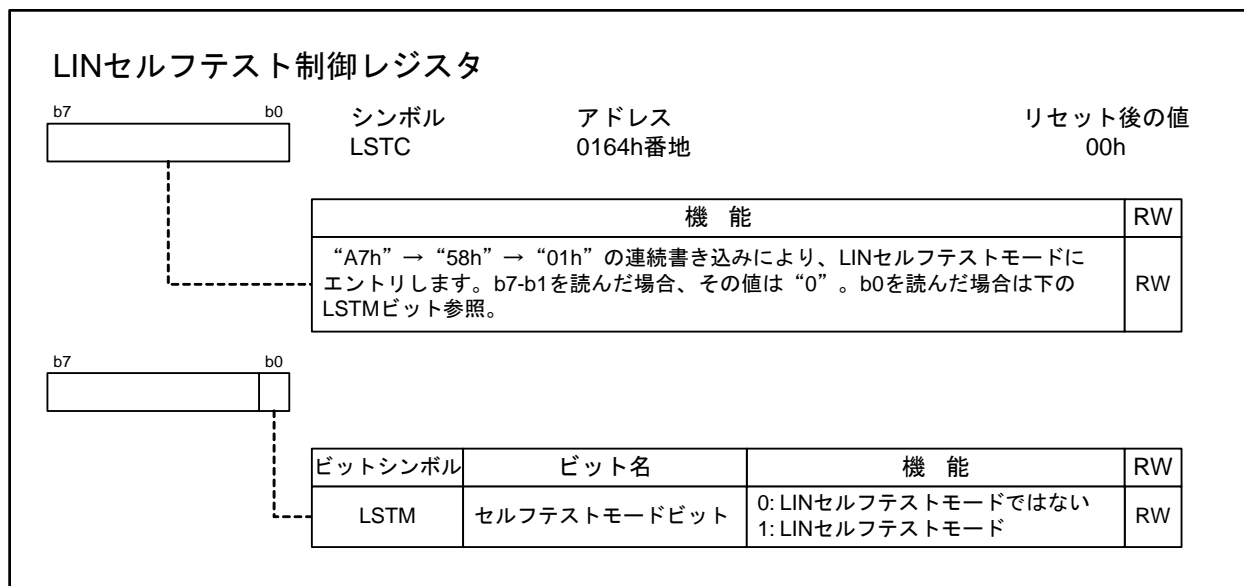 LINセルフテスト制御レジスタ
b7 b0
シンボル アドレス リセット後の値
LSTC 0164h番地 00h
機 能 RW
“A7h”→“58h”→“01h”の連続書き込みにより、LINセルフテストモードに
エントリします。b7-b1を読んだ場合、その値は“0”。b0を読んだ場合は下の
LSTMビット参照。
RW
b7 b0
ビットシンボル ビット名 機 能 RW
LSTM セルフテストモードビット 0: LINセルフテストモードではない
1: LINセルフテストモード
RW